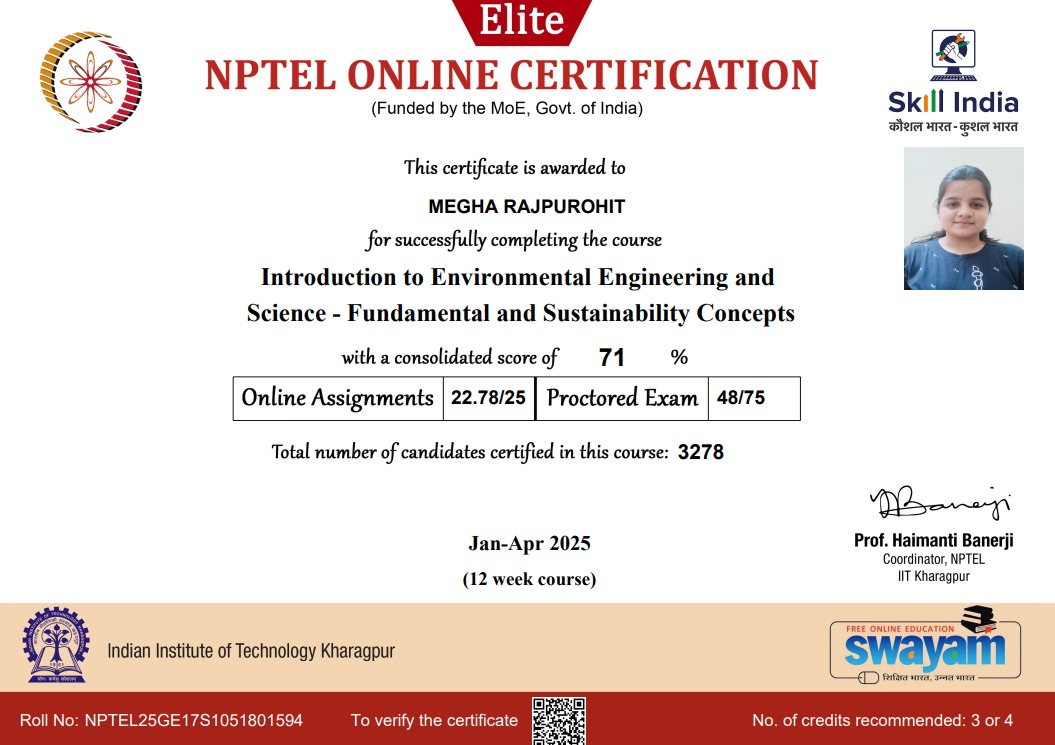 Elite
NPTEL ONLINE CERTIFICATION
(Funded by the MoE, Govt. of India)
Skill India
कौशल भारत - कुशल भारत
This certificate is awarded to
MEGHA RAJPUROHIT
for successfully completing the course
Introduction to Environmental Engineering and
Science - Fundamental and Sustainability Concepts
with a consolidated score of 71 %
Online Assignments 22.78/25 Proctored Exam 48/75
Total number of candidates certified in this course: 3278
Banerji
Prof. Haimanti Banerji
Coordinator, NPTEL
IIT Kharagpur
Jan-Apr 2025
(12 week course)
Indian Institute of Technology Kharagpur
FREE ONLINE EDUCATION
swayam
शिक्षित भारत, उन्नत भारत
Roll No: NPTEL25GE17S1051801594 To verify the certificate No. of credits recommended: 3 or 4